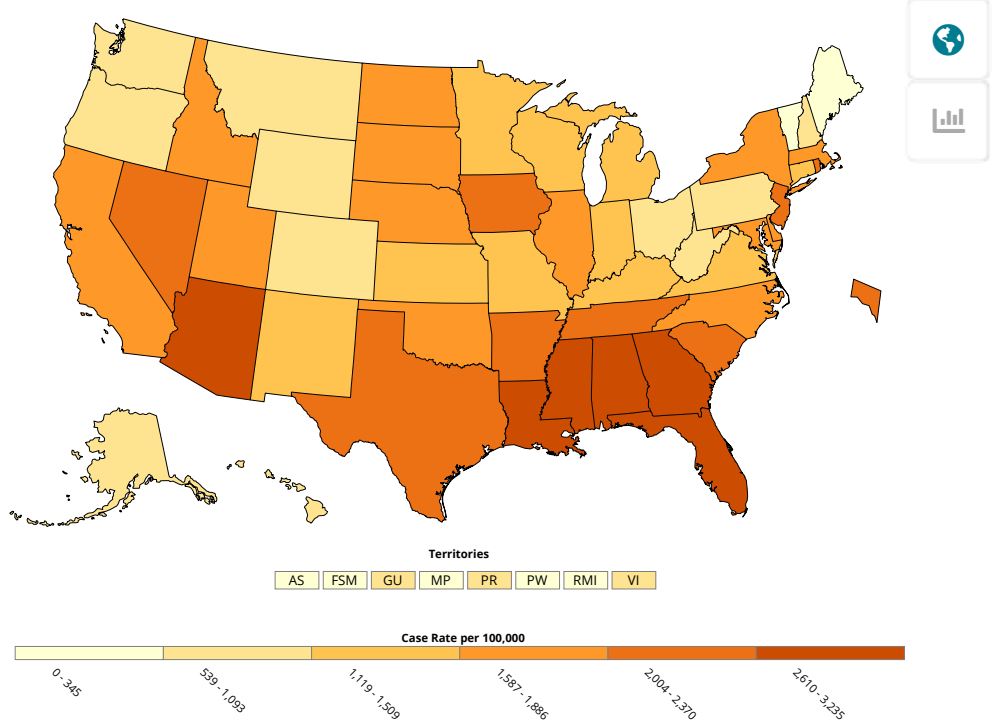 Territories
AS FSM GU MP PR PW RMI VI
Case Rate per 100,000
0 - 345
539 - 1,093
1,119 - 1,509
1,587 - 1,886
2,004 - 2,370
2,610 - 3,235